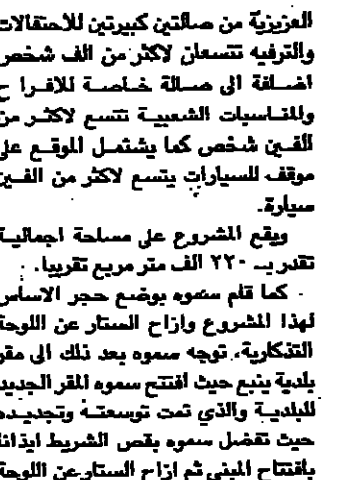 العزيزية من صالتين كبيرتين للاحتفالات
والترفيه تتسعان لاكثر من الف شخص
اضافة الى صالة خاصة للافراح
وللناسبات الشعبية تتسع لاكثر من
الفين شخص كما يشتمل الموقع على
موقف للسيارات يتسع لاكثر من الفين
سيارة.
ويقع المشروع على مساحة اجمالية
تقدر بـ ٢٢٠ الف متر مربع تقريبا.
كما قام سموه بوضع حجر الاساس
لهذا المشروع وازاح الستار عن اللوحة
التذكارية، توجه سموه بعد ذلك الى مقر
بلدية ينبع حيث افتتح سموه المقر الجديد
للبلدية والذي تمت توسعته وتجديده
حيث تفضل سموه بقص الشريط ايذانا
بافتتاح المبنى ثم ازاح الستار عن اللوحة